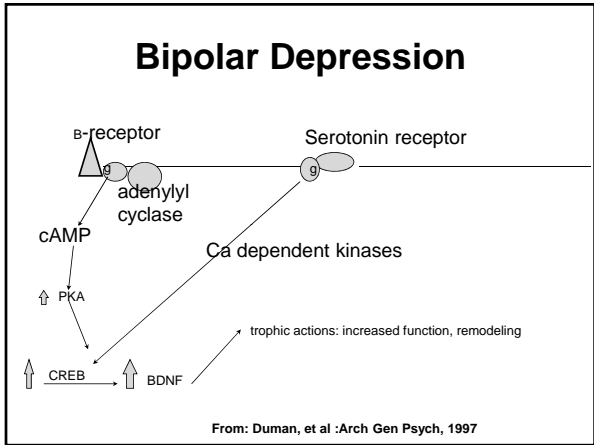 Bipolar Depression
B-receptor
Serotonin receptor
g
g
adenylyl
cyclase
cAMP
Ca dependent kinases
PKA
trophic actions: increased function, remodeling
CREB
BDNF
From: Duman, et al :Arch Gen Psych, 1997